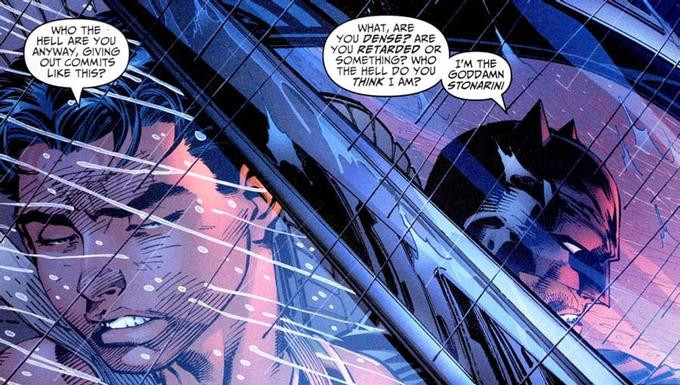 WHO THE
HELL ARE YOU
ANYWAY, GIVING
OUT COMMITS
LIKE THIS?
WHAT, ARE
YOU DENSE? ARE
YOU RETARDED OR
SOMETHING? WHO
THE HELL DO YOU
THINK I AM?
I'M THE
GODDAMN
STONARIN!